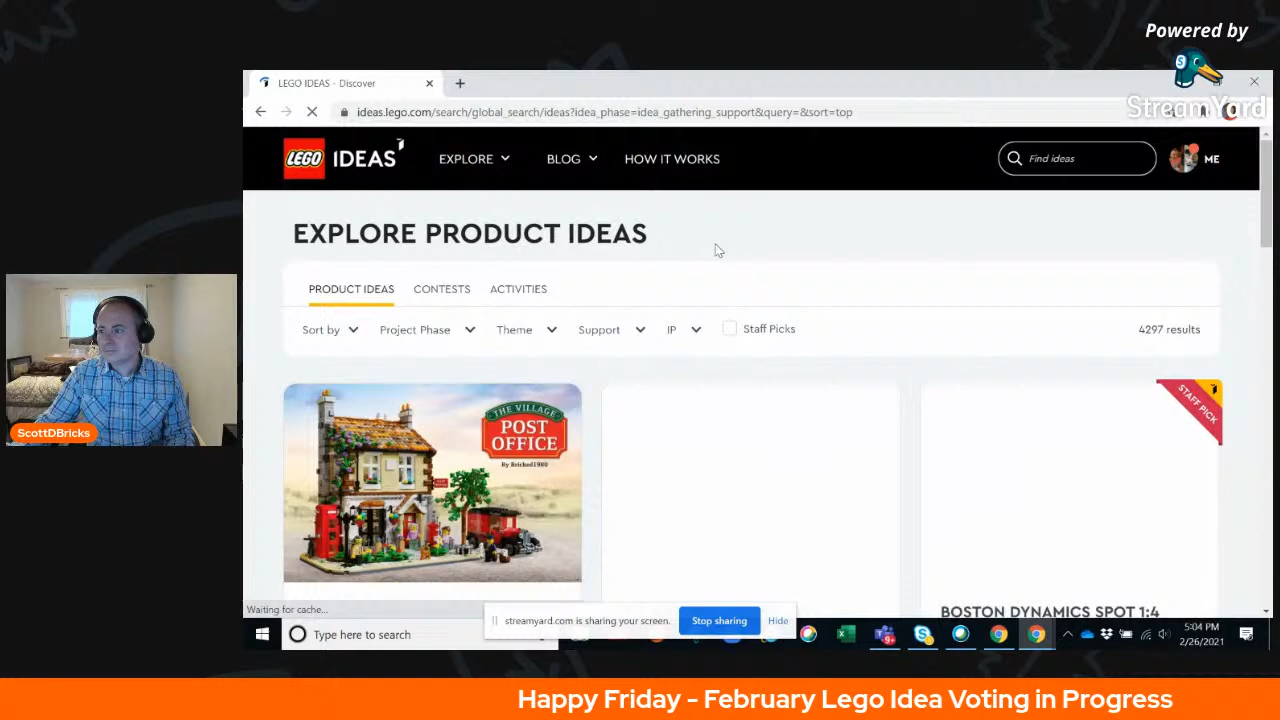 Powered by
StreamYard
LEGO IDEAS - Discover
ideas.lego.com/search/global_search/ideas?idea_phase=idea_gathering_support&query=&sort=top
LEGO IDEAS
EXPLORE
BLOG
HOW IT WORKS
Find ideas
ME
EXPLORE PRODUCT IDEAS
PRODUCT IDEAS
CONTESTS
ACTIVITIES
Sort by
Project Phase
Theme
Support
IP
Staff Picks
4297 results
THE VILLAGE
POST
OFFICE
By Bricked1980
STAFF PICK
BOSTON DYNAMICS SPOT 1:4
Waiting for cache...
streamyard.com is sharing your screen.
Stop sharing
Hide
Type here to search
9+
5:04 PM
2/26/2021
ScottDBricks
Happy Friday - February Lego Idea Voting in Progress